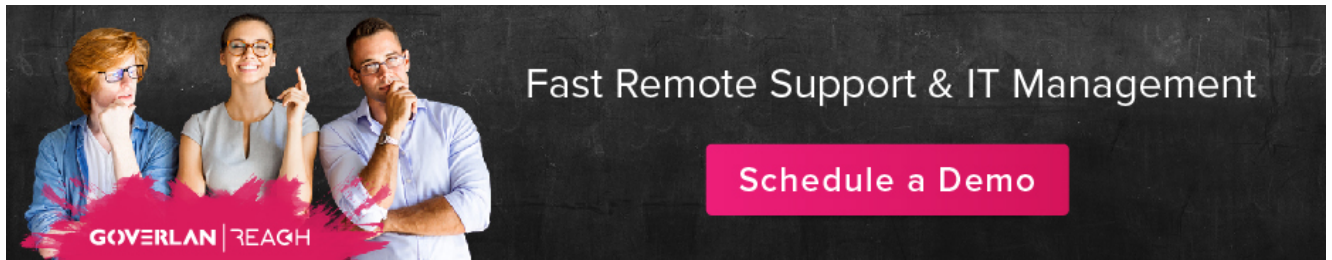 Fast Remote Support & IT Management
Schedule a Demo
GOVERLAN | REACH